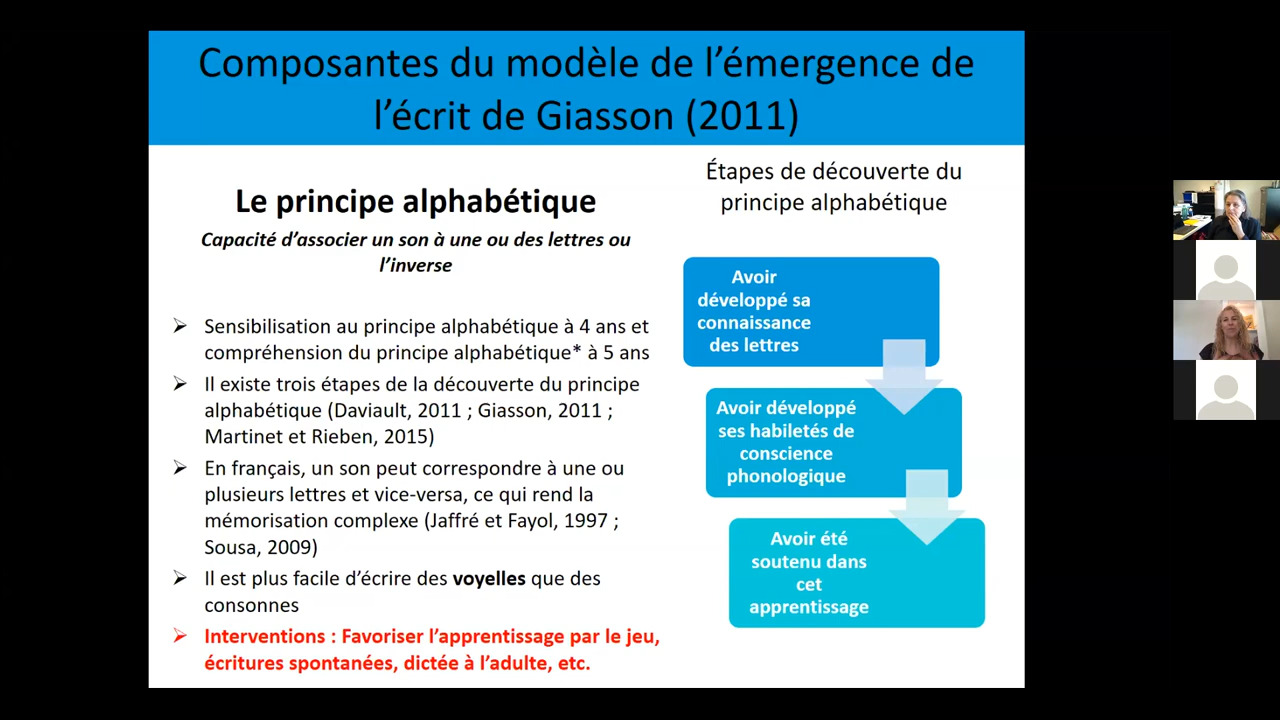 Composantes du modèle de l’émergence de
l’écrit de Giasson (2011)
Le principe alphabétique
Capacité d’associer un son à une ou des lettres ou
l’inverse
➢ Sensibilisation au principe alphabétique à 4 ans et
compréhension du principe alphabétique* à 5 ans
➢ Il existe trois étapes de la découverte du principe
alphabétique (Daviault, 2011 ; Giasson, 2011 ;
Martinet et Rieben, 2015)
➢ En français, un son peut correspondre à une ou
plusieurs lettres et vice-versa, ce qui rend la
mémorisation complexe (Jaffré et Fayol, 1997 ;
Sousa, 2009)
➢ Il est plus facile d’écrire des voyelles que des
consonnes
➢ Interventions : Favoriser l’apprentissage par le jeu,
écritures spontanées, dictée à l’adulte, etc.
Étapes de découverte du
principe alphabétique
Avoir
développé sa
connaissance
des lettres
Avoir développé
ses habiletés de
conscience
phonologique
Avoir été
soutenu dans
cet
apprentissage